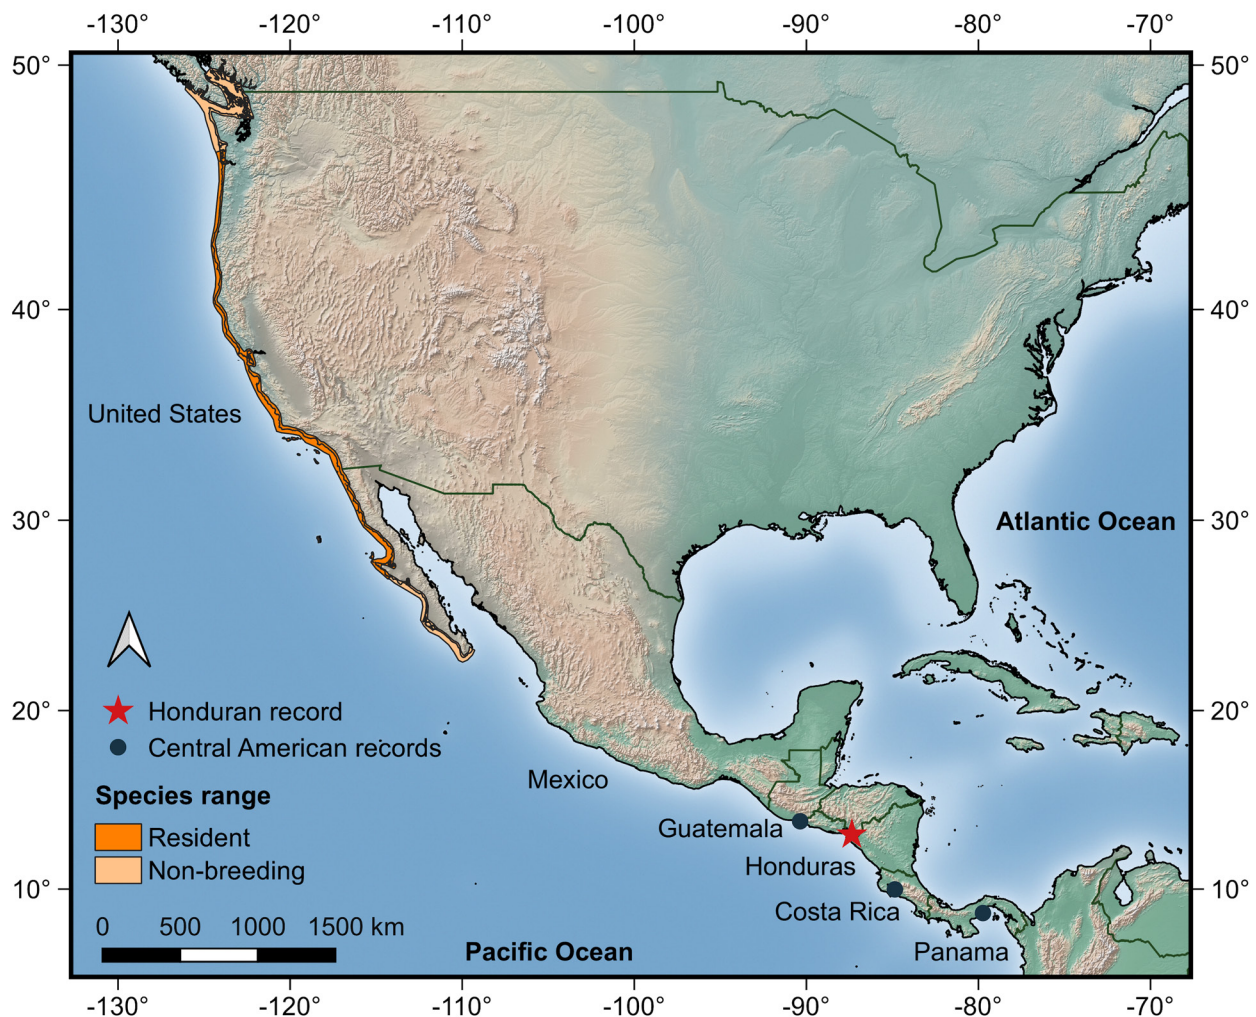 -130° -120° -110° -100° -90° -80° -70°
50° 50°
40° 40°
United States
30° 30°
Atlantic Ocean
20° 20°
Honduran record
Central American records
Mexico
Species range
Guatemala
Resident
Honduras
Non-breeding
10° 10°
Costa Rica
0 500 1000 1500 km
Pacific Ocean
Panama
-130° -120° -110° -100° -90° -80° -70°